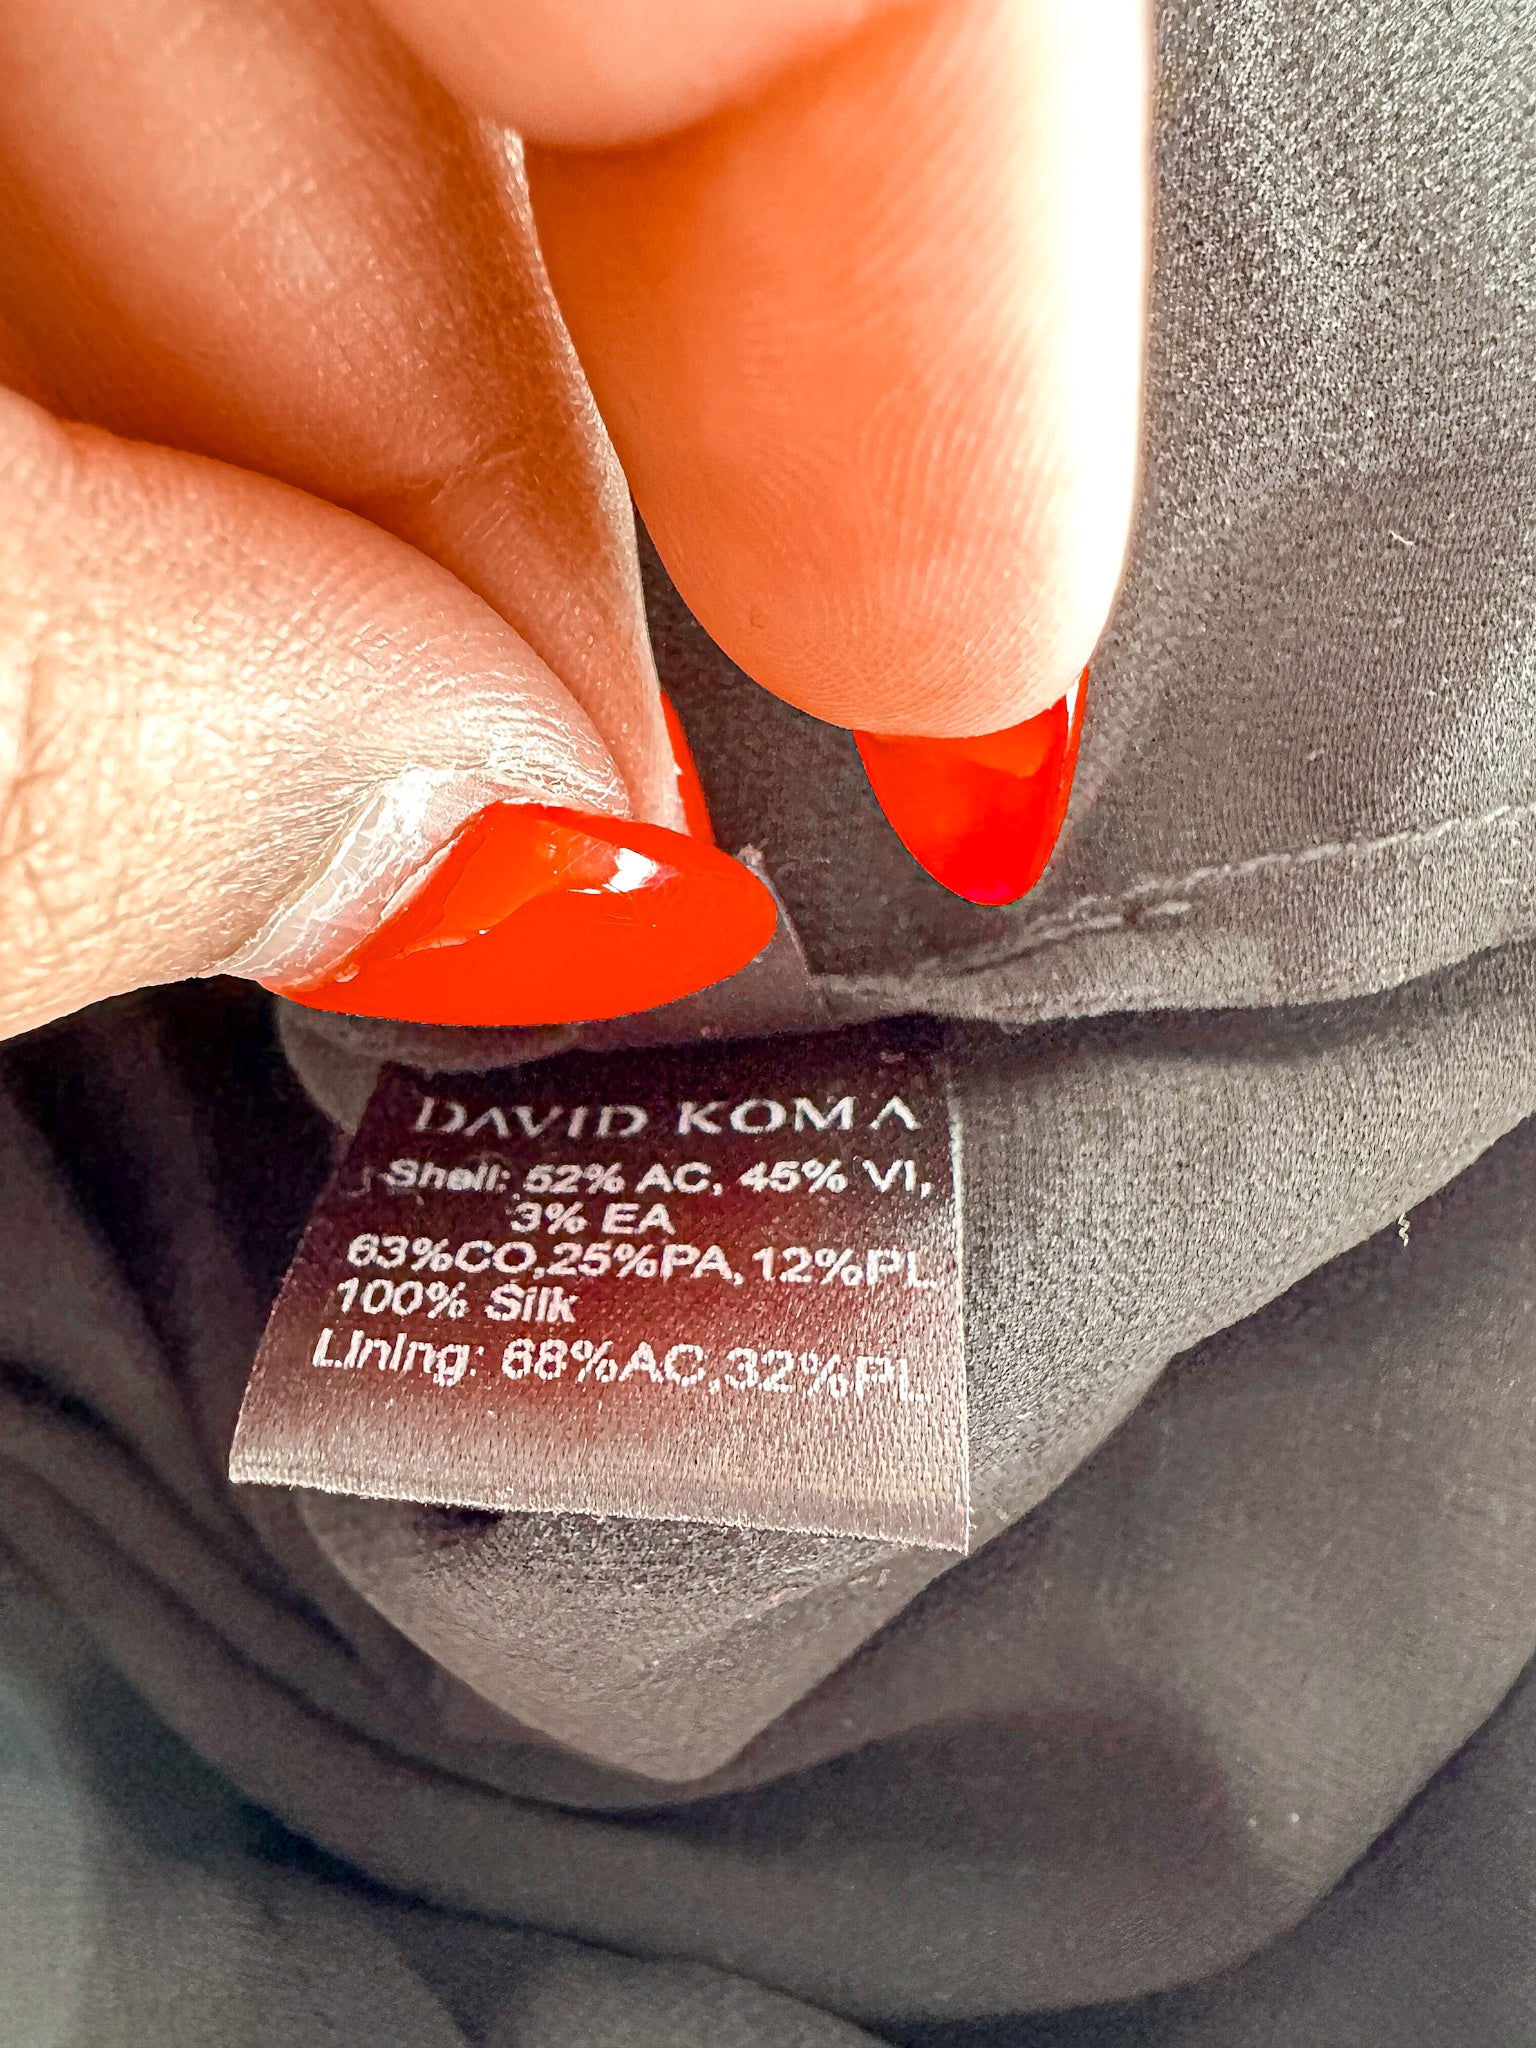 DAVID KOMA
Shell: 52% AC, 45% VI,
3% EA
63%CO,25%PA,12%PL
100% Silk
Lining: 68%AC,32%PL